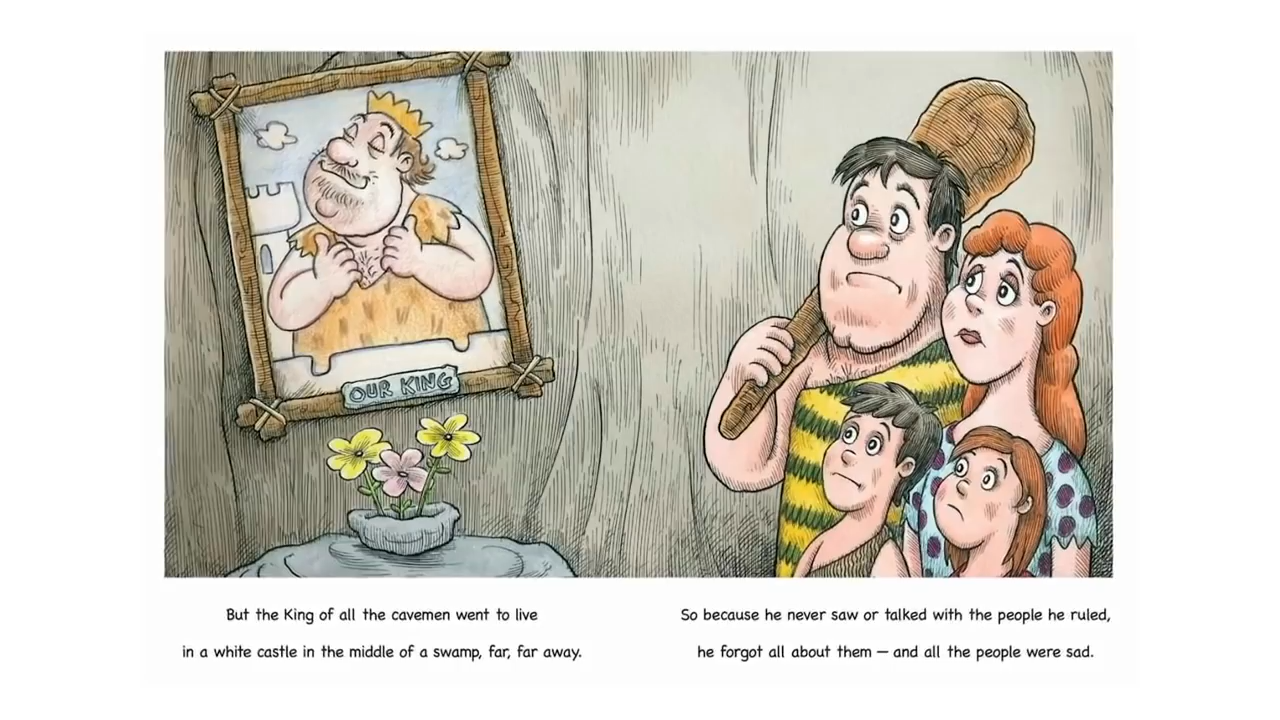 OUR KING
But the King of all the cavemen went to live
in a white castle in the middle of a swamp, far, far away.
So because he never saw or talked with the people he ruled,
he forgot all about them — and all the people were sad.